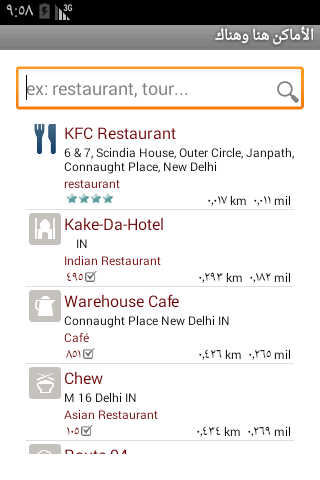 ٩:٥٨
3G
الأماكن هنا وهناك
ex: restaurant, tour...
KFC Restaurant
6 & 7, Scindia House, Outer Circle, Janpath,
Connaught Place, New Delhi
restaurant
٠,٠١٧ km ٠,٠١١ mil
Kake-Da-Hotel
IN
Indian Restaurant
٤٩٥ ٠,٢٩٣ km ٠,١٨٢ mil
Warehouse Cafe
Connaught Place New Delhi IN
Café
٨٥١ ٠,٤٢٦ km ٠,٢٦٥ mil
Chew
M 16 Delhi IN
Asian Restaurant
١٠٥ ٠,٤٣٤ km ٠,٢٦٩ mil
Route 04